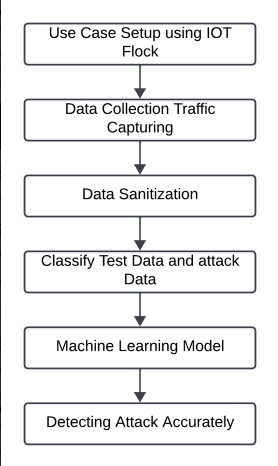 Use Case Setup using IOT
Flock
Data Collection Traffic
Capturing
Data Sanitization
Classify Test Data and attack
Data
Machine Learning Model
Detecting Attack Accurately